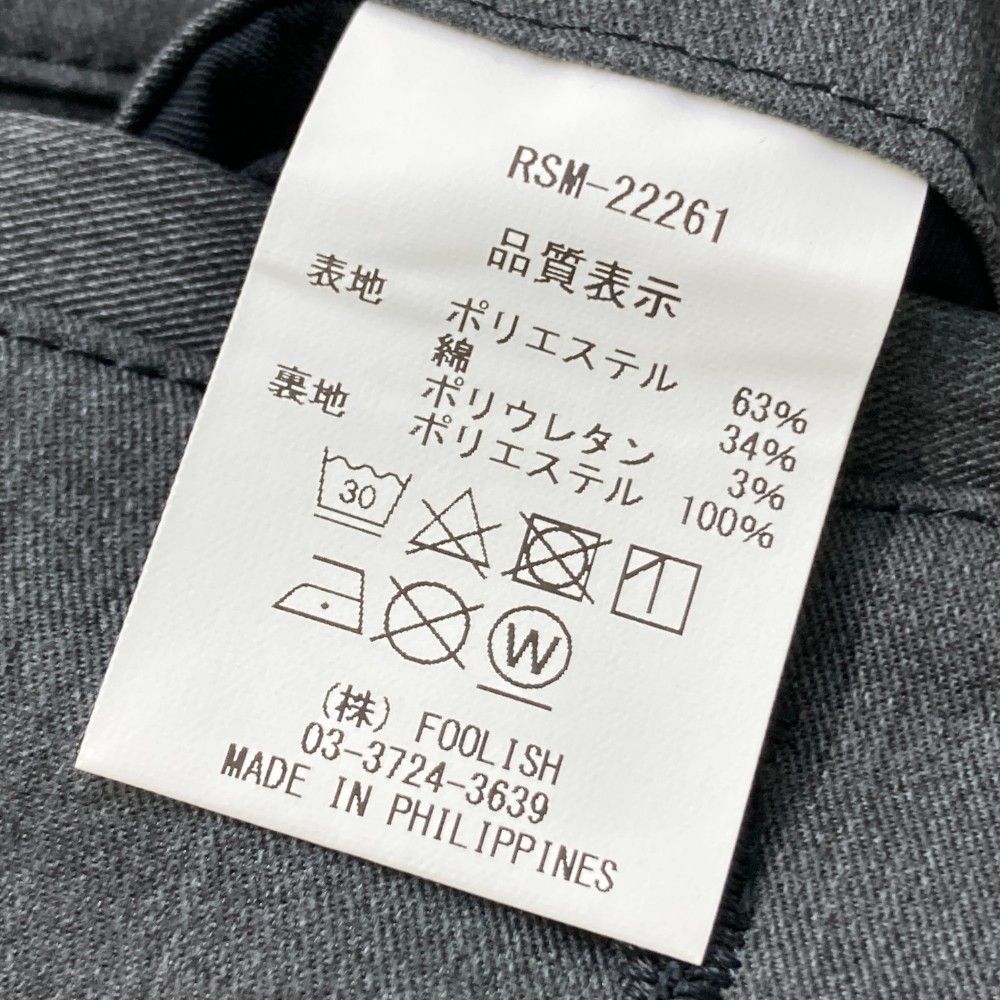 RSM-22261
品質表示
表地 ポリエステル 63%
綿 34%
ポリウレタン 3%
裏地 ポリエステル 100%
30
W
(株) FOOLISH
03-3724-3639
MADE IN PHILIPPINES